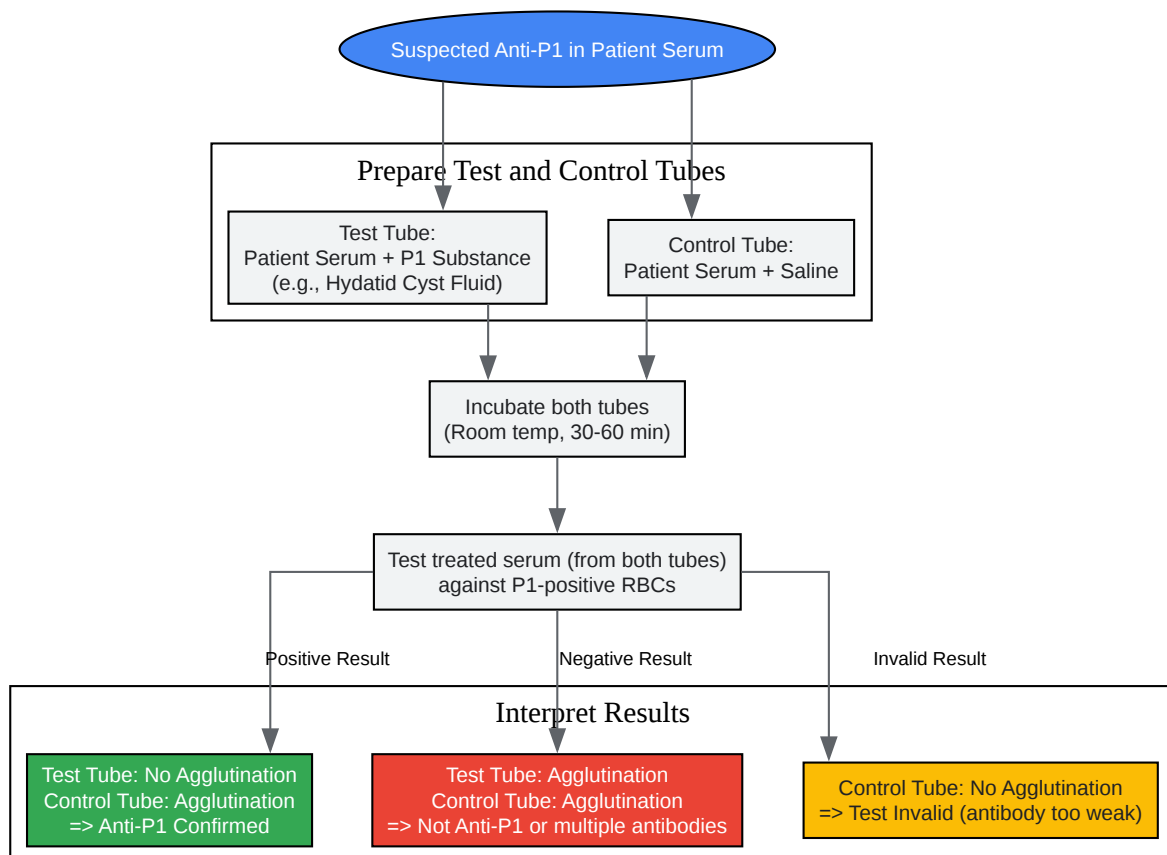 Suspected Anti-P1 in Patient Serum
Prepare Test and Control Tubes
Test Tube:
Patient Serum + P1 Substance
(e.g., Hydatid Cyst Fluid)
Control Tube:
Patient Serum + Saline
Incubate both tubes
(Room temp, 30-60 min)
Test treated serum (from both tubes)
against P1-positive RBCs
Positive Result
Negative Result
Invalid Result
Interpret Results
Test Tube: No Agglutination
Control Tube: Agglutination
=> Anti-P1 Confirmed
Test Tube: Agglutination
Control Tube: Agglutination
=> Not Anti-P1 or multiple antibodies
Control Tube: No Agglutination
=> Test Invalid (antibody too weak)